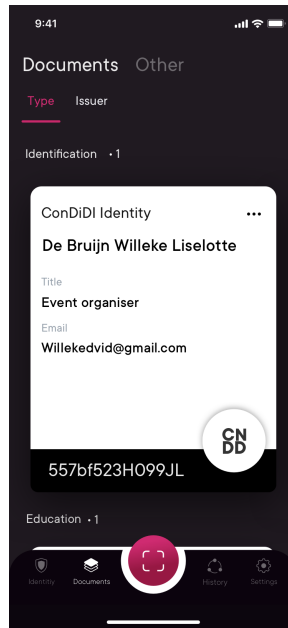 9:41
Documents Other
Type Issuer
Identification • 1
ConDiDI Identity
De Bruijn Willeke Liselotte
Title
Event organiser
Email
Willekedvid@gmail.com
CN
DD
557bf523H099JL
Education • 1
Identitiy Documents History Settings